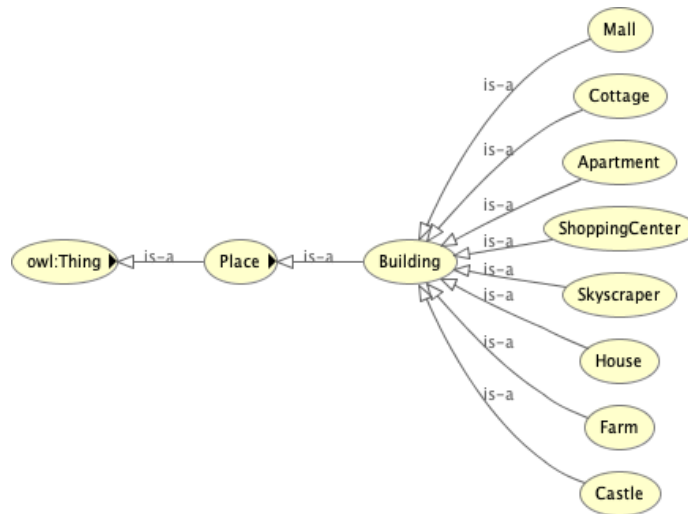 Mall
is-a
Cottage
is-a
Apartment
is-a
ShoppingCenter
is-a
owl:Thing is-a Place is-a Building
is-a
Skyscraper
is-a
House
is-a
Farm
is-a
Castle